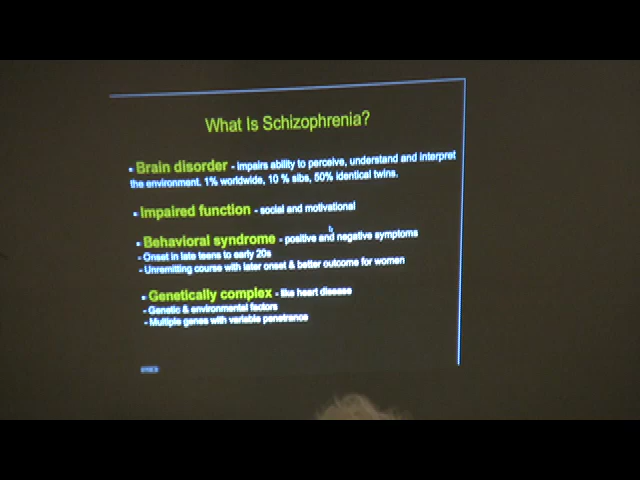 What Is Schizophrenia?
▪ Brain disorder - impairs ability to perceive, understand and interpret
the environment. 1% worldwide, 10 % sibs, 50% identical twins.
▪ Impaired function - social and motivational
▪ Behavioral syndrome - positive and negative symptoms
- Onset in late teens to early 20s
- Unremitting course with later onset & better outcome for women
▪ Genetically complex - like heart disease
- Genetic & environmental factors
- Multiple genes with variable penetrence